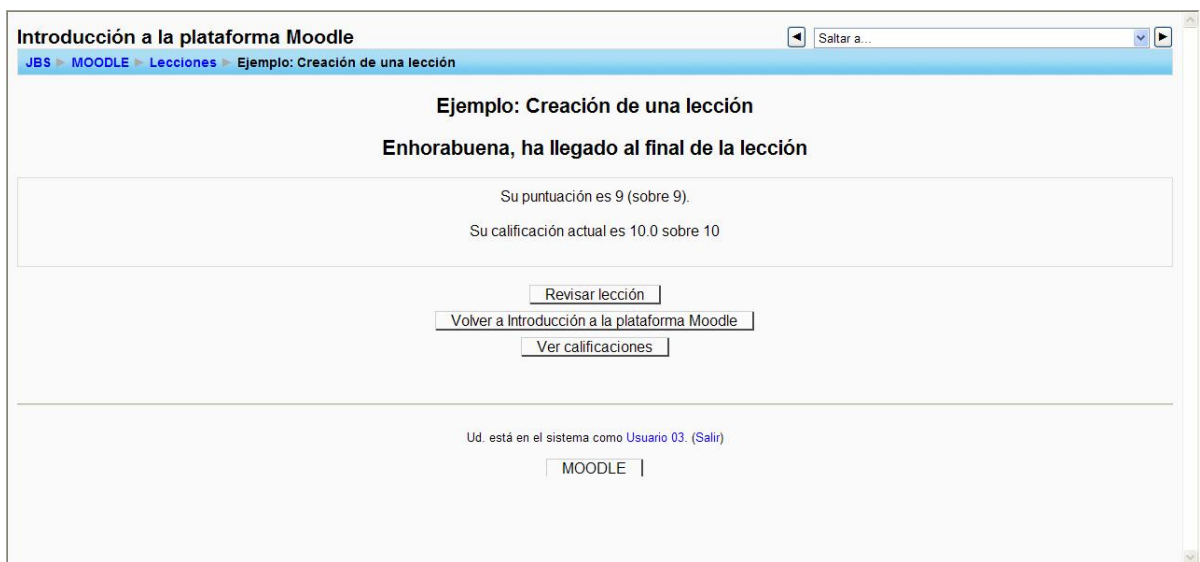 Introducción a la plataforma Moodle
Saltar a...
JBS ► MOODLE ► Lecciones ► Ejemplo: Creación de una lección
Ejemplo: Creación de una lección
Enhorabuena, ha llegado al final de la lección
Su puntuación es 9 (sobre 9).
Su calificación actual es 10.0 sobre 10
Revisar lección
Volver a Introducción a la plataforma Moodle
Ver calificaciones
Ud. está en el sistema como Usuario 03. (Salir)
MOODLE